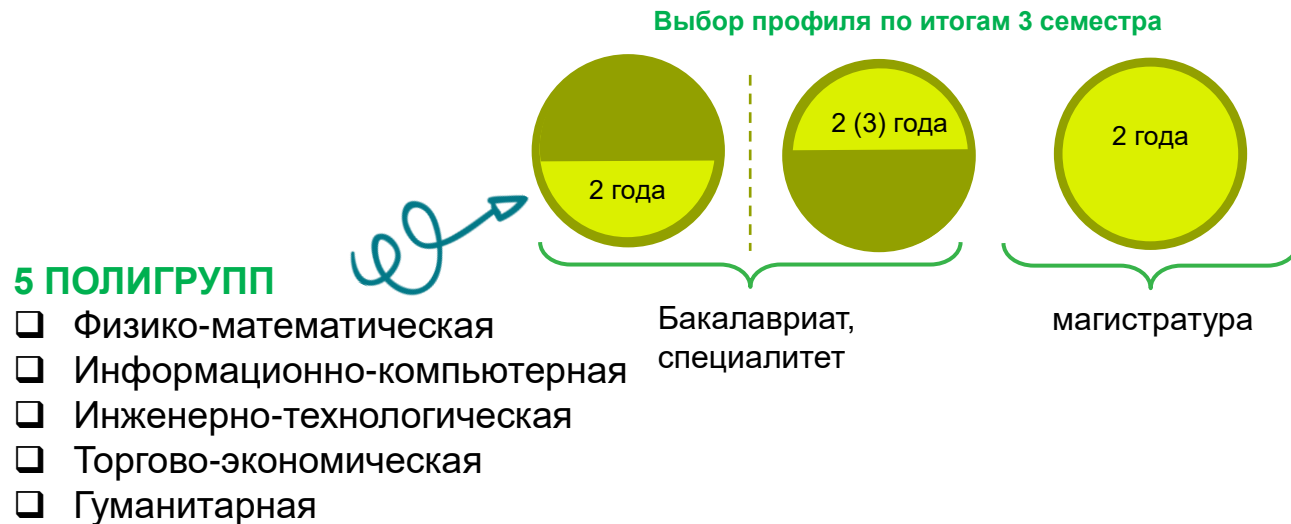 Выбор профиля по итогам 3 семестра
2 года
2 (3) года
2 года
Бакалавриат,
специалитет
магистратура
5 ПОЛИГРУПП
Физико-математическая
Информационно-компьютерная
Инженерно-технологическая
Торгово-экономическая
Гуманитарная